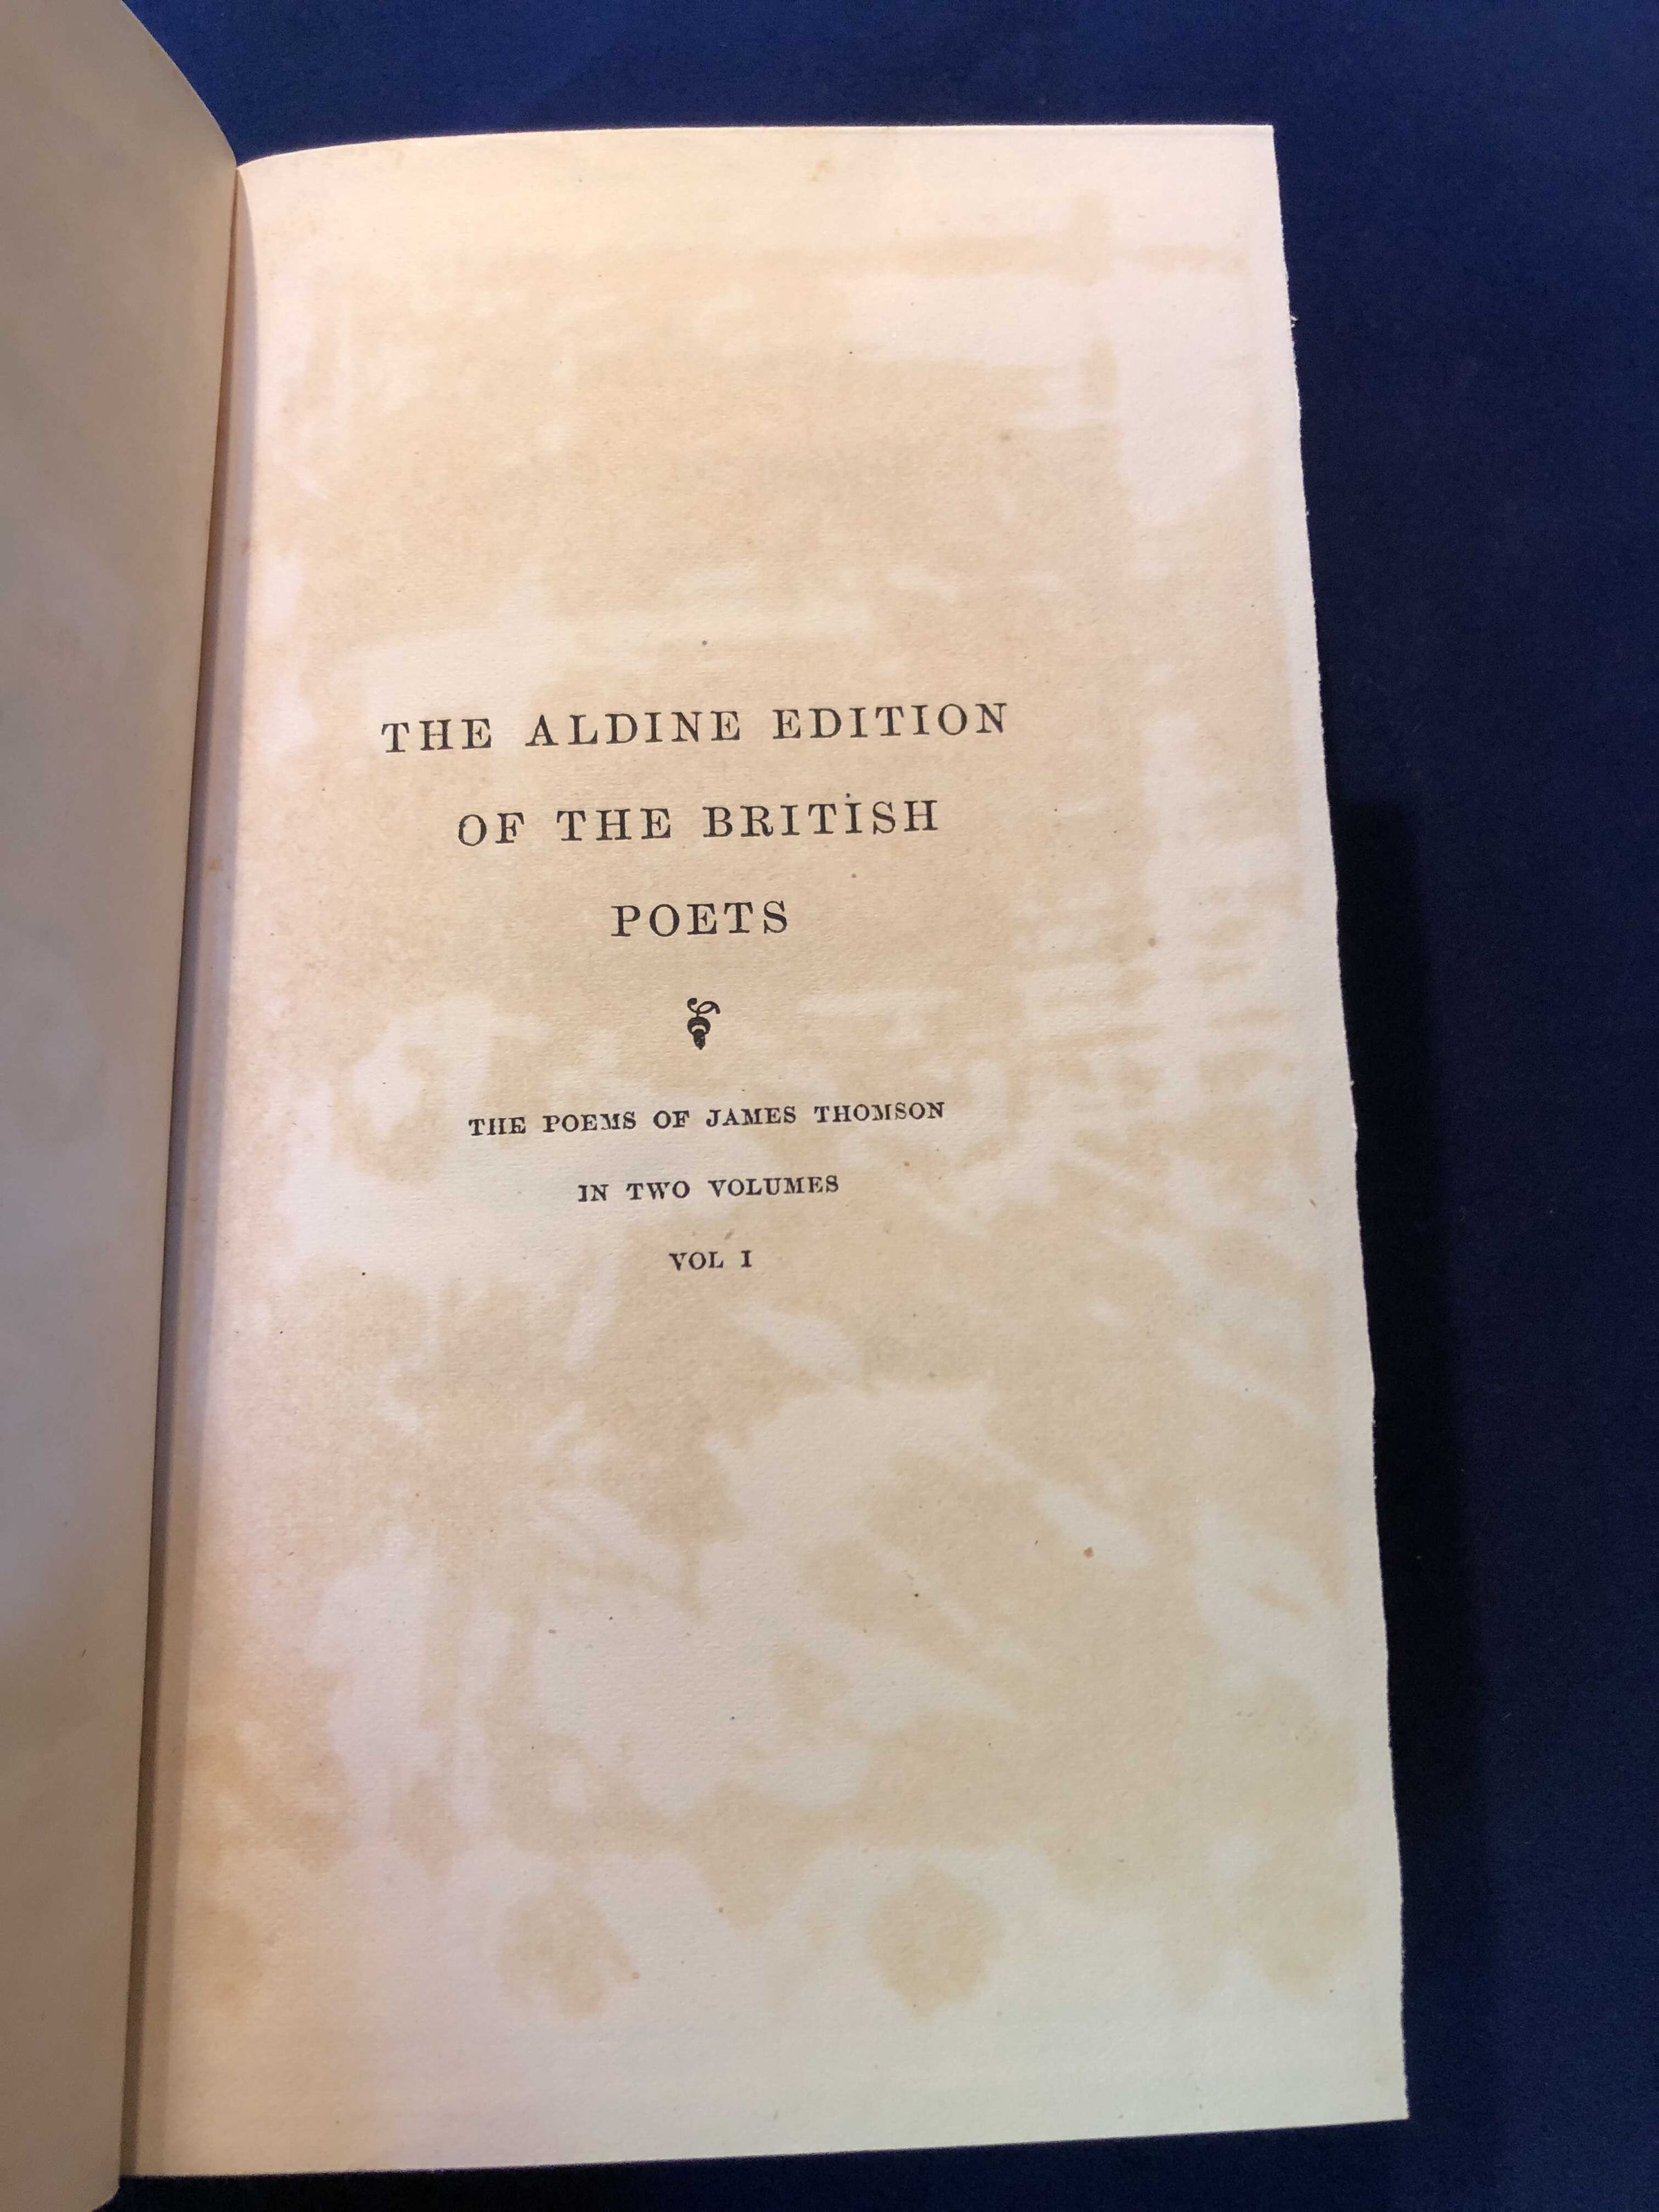 THE ALDINE EDITION
OF THE BRITISH
POETS
THE POEMS OF JAMES THOMSON
IN TWO VOLUMES
VOL I